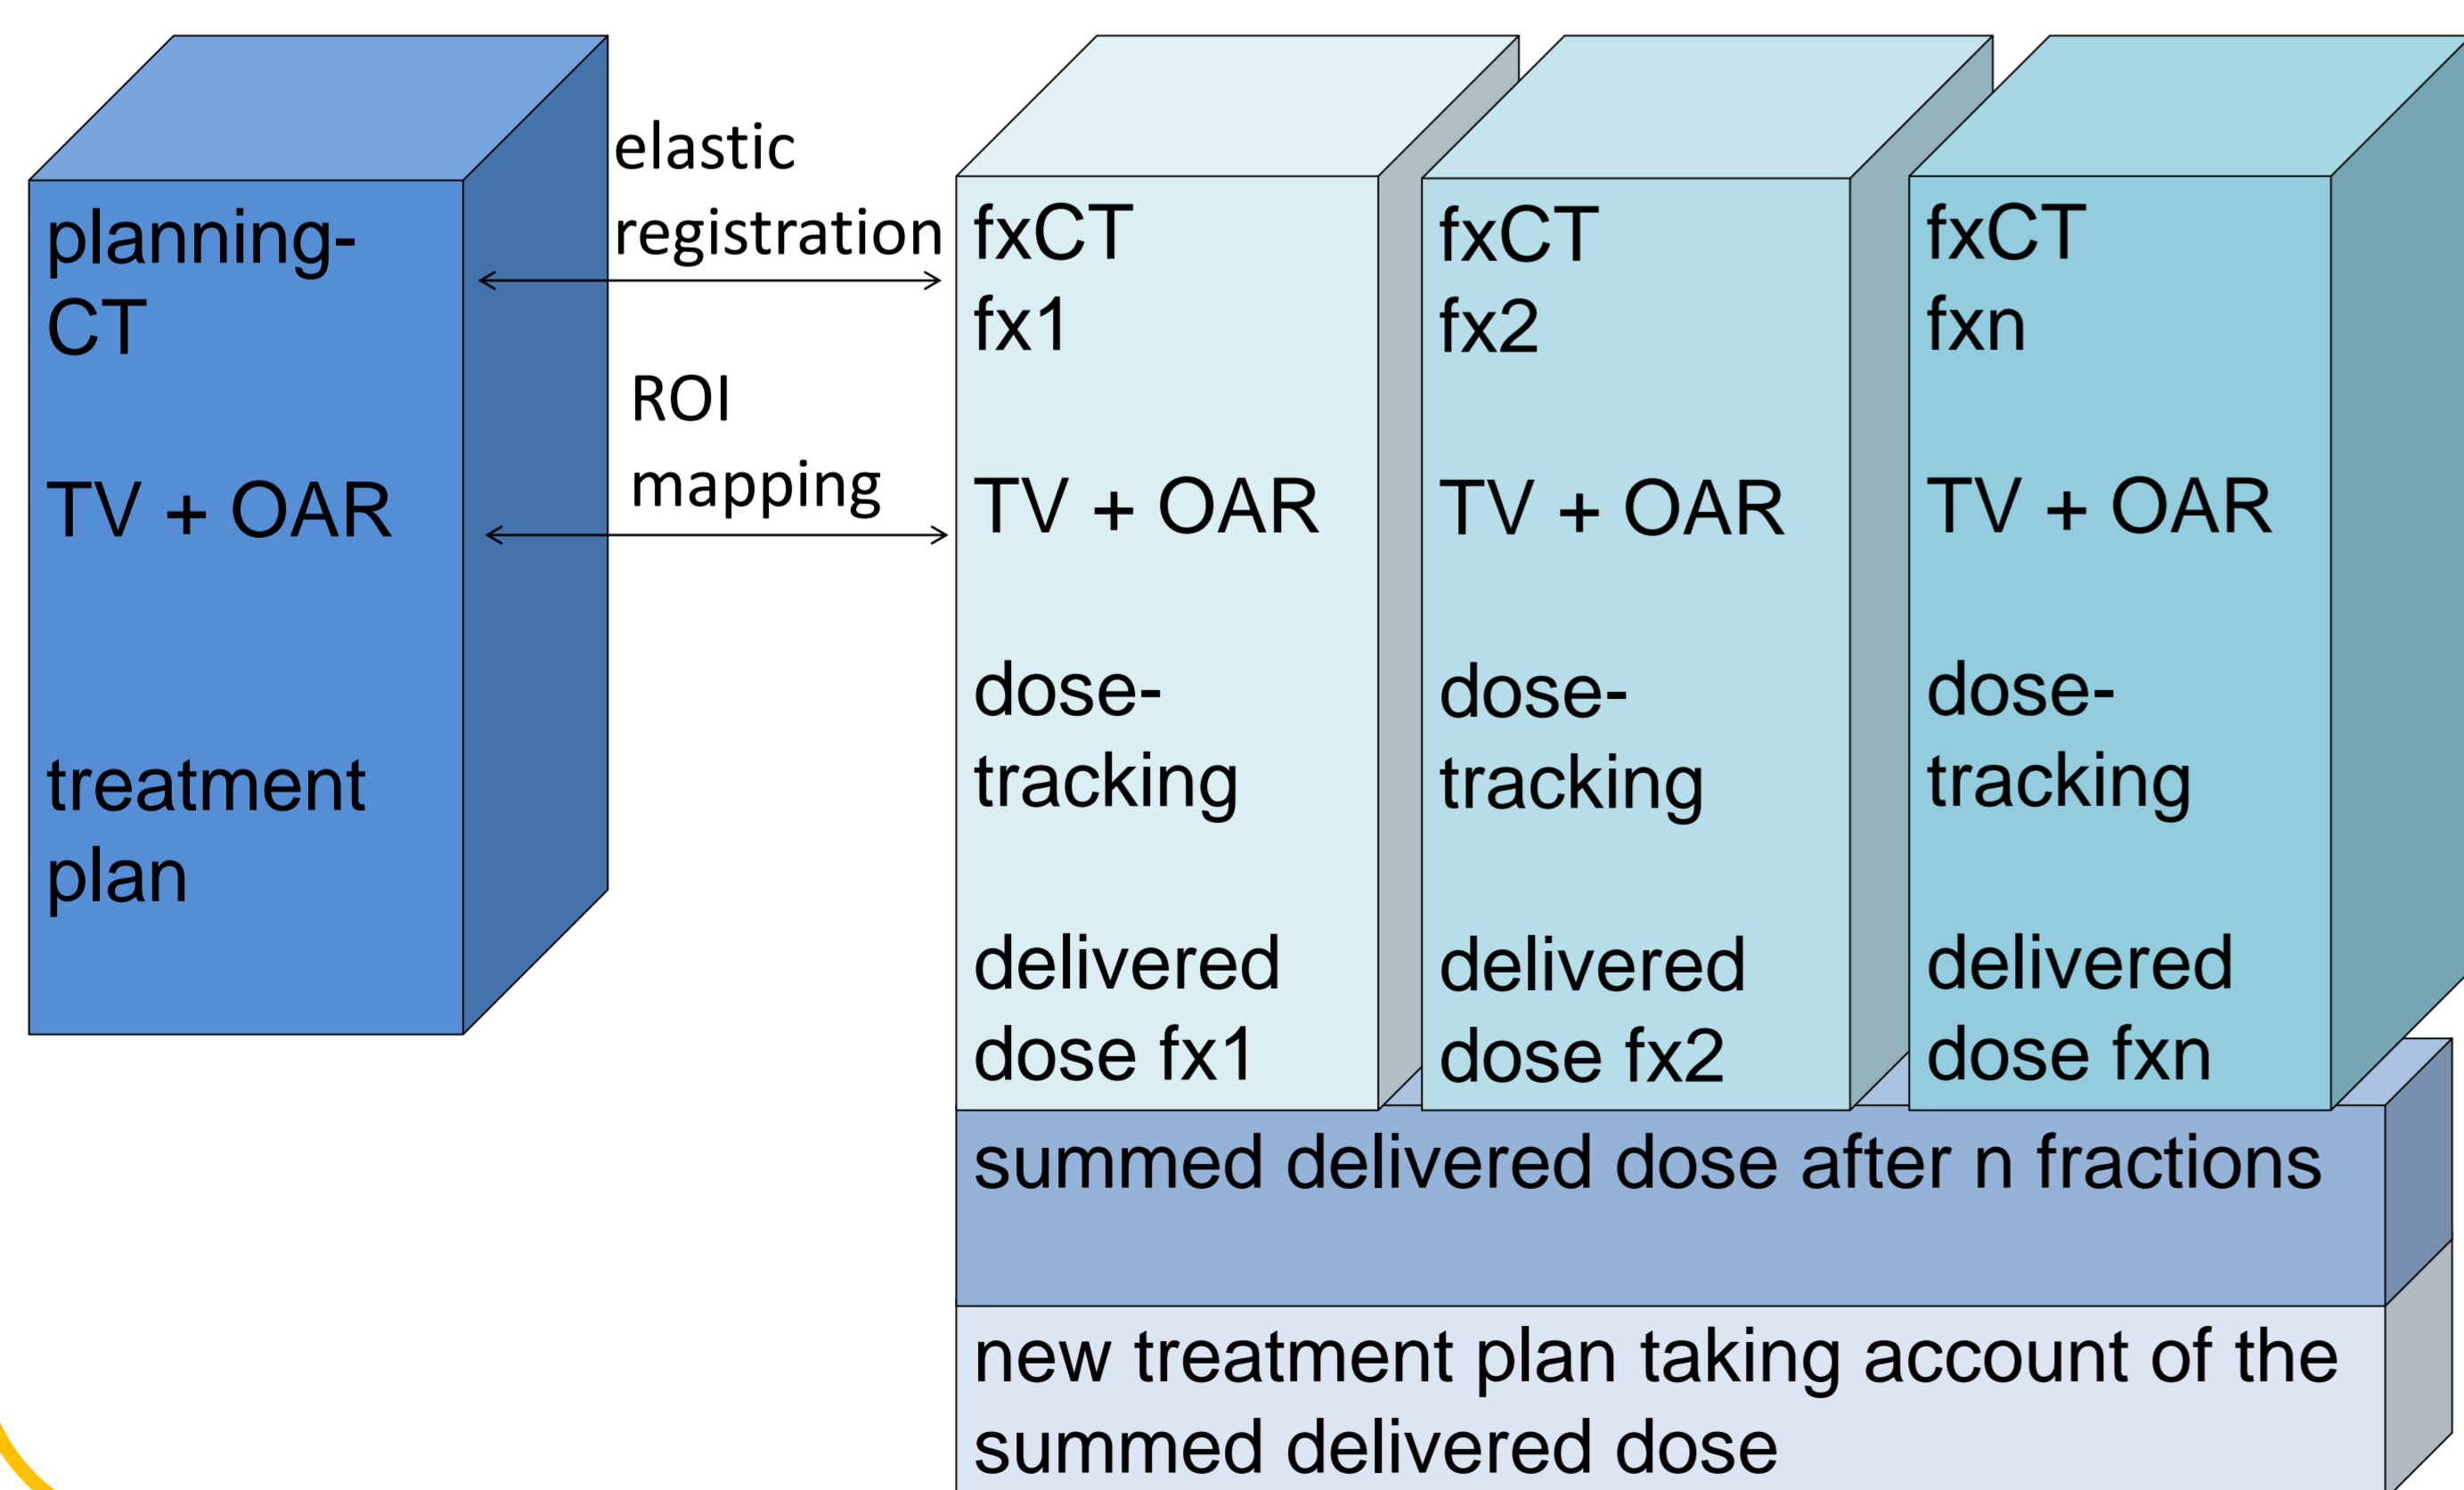 planning-
CT
TV + OAR
treatment
plan
elastic
registration
ROI
mapping
fxCT
fx1
TV + OAR
dose-
tracking
delivered
dose fx1
fxCT
fx2
TV + OAR
dose-
tracking
delivered
dose fx2
fxCT
fxn
TV + OAR
dose-
tracking
delivered
dose fxn
summed delivered dose after n fractions
new treatment plan taking account of the
summed delivered dose